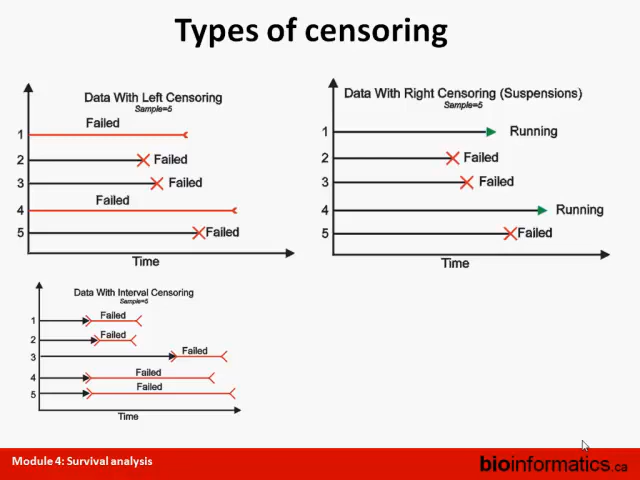 Types of censoring
Data With Left Censoring
Sample=5
Failed
1
2 Failed
3 Failed
Failed
4
5 Failed
Time
Data With Right Censoring (Suspensions)
Sample=5
1 Running
2 Failed
3 Failed
4 Running
5 Failed
Time
Data With Interval Censoring
Sample=5
1 Failed
2 Failed
3 Failed
4 Failed
5 Failed
Time
Module 4: Survival analysis
bioinformatics.ca